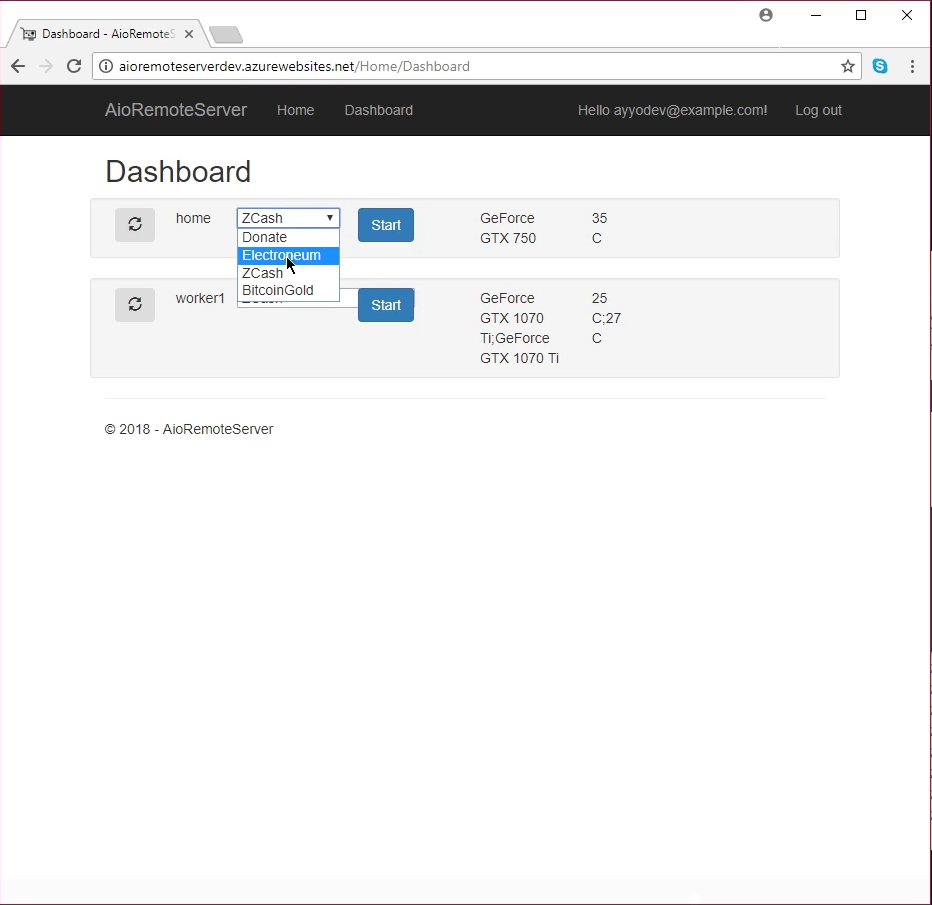 Dashboard - AioRemoteS
aioremoteserverdev.azurewebsites.net/Home/Dashboard
AioRemoteServer Home Dashboard Hello ayyodev@example.com! Log out
Dashboard
home ZCash Start GeForce 35
GTX 750 C
Donate
Electroneum
ZCash
BitcoinGold
worker1 Start GeForce 25
GTX 1070 C;27
Ti;GeForce C
GTX 1070 Ti
© 2018 - AioRemoteServer